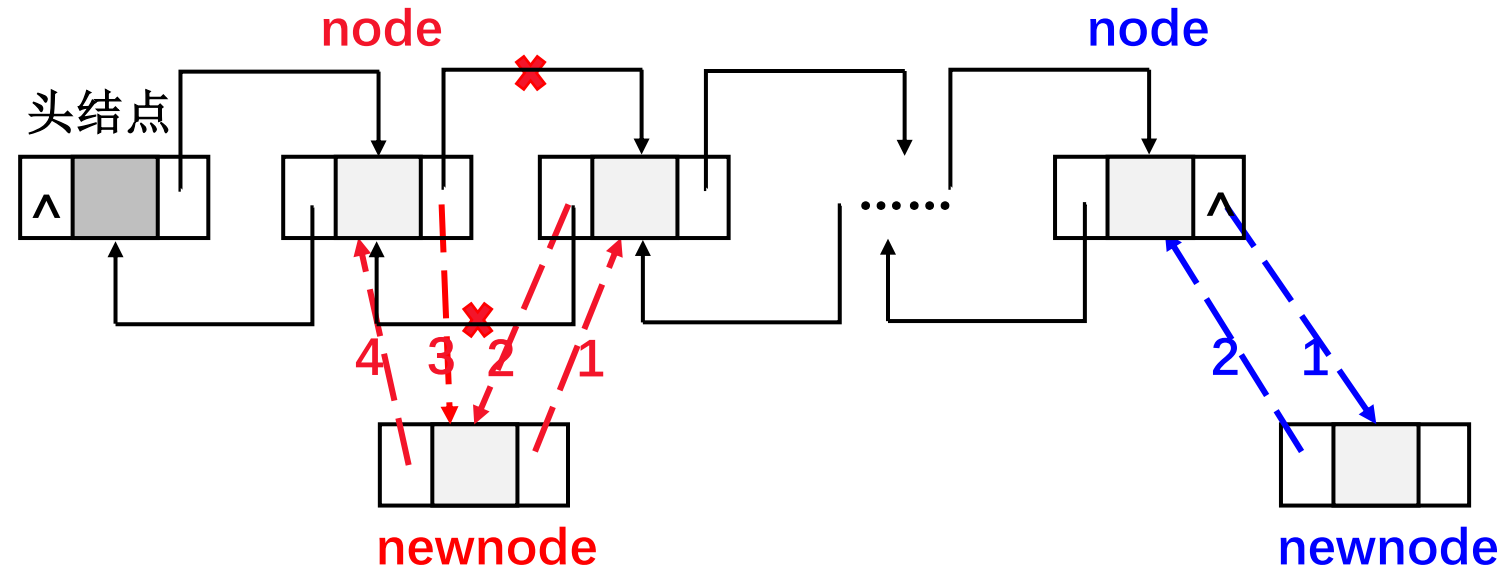 node node
头结点
^ ...... ^
4 3 2 1 2 1
newnode newnode